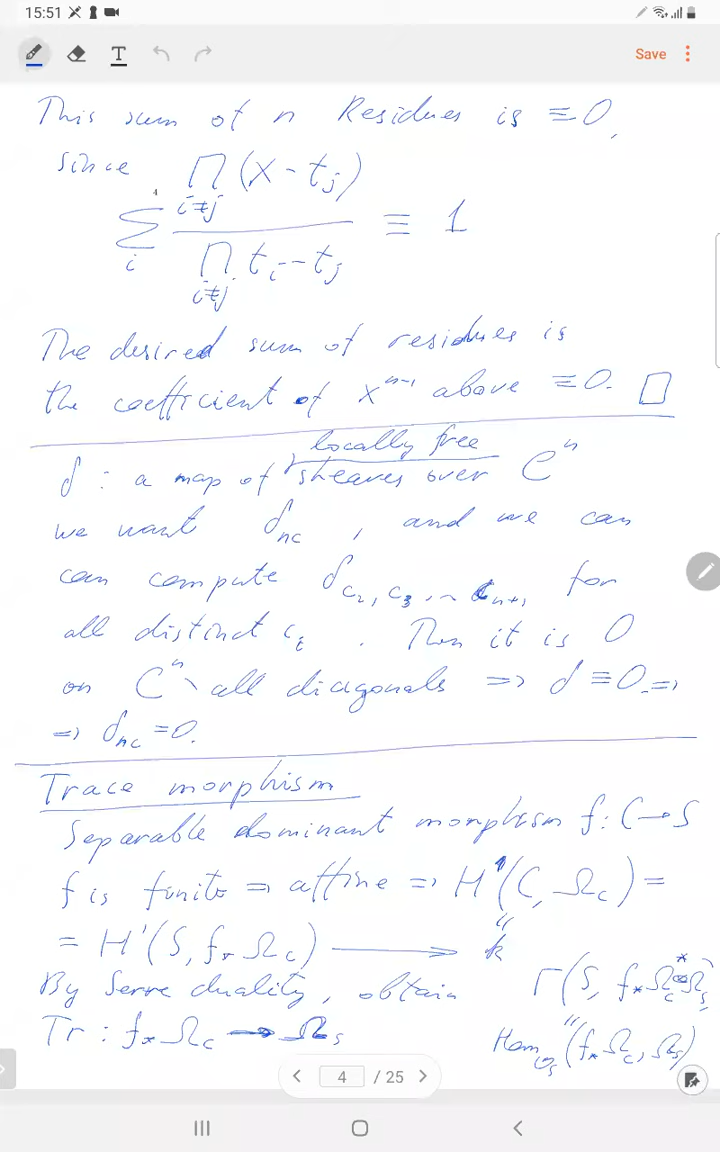 15:51
T
Save
This sum of n Residues is ≡0,
since
∏ (x - t_j)
i≠j
∑ ≡ 1
i
∏ t_i - t_j
i≠j
The desired sum of residues is
the coefficient of x^{n-1} above ≡0. □
locally free
δ : a map of sheaves over C^n
we want δ_{nc} , and we can
can compute δ_{c_2, c_3, ~ c_{n+1}} for
all distinct c_i . Then it is 0
on C^n \ all diagonals => δ ≡0 =>
=> δ_{nc} =0.
Trace morphism
Separable dominant morphism f: C→S
f is finite => affine => H^1(C, Ω_C) =
= H^1(S, f_* Ω_C) → k
By Serre duality, obtain Γ(S, f_* Ω_C^* Ω_S)
Tr : f_* Ω_C → Ω_S Hom_{O_S}(f_* Ω_C, Ω_S)
4 / 25